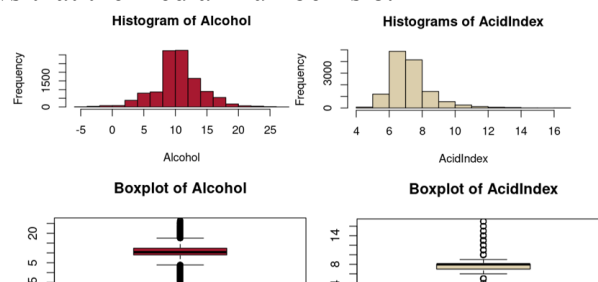 Histogram of Alcohol
Histograms of AcidIndex
Frequency
0 1500
-5 0 5 10 15 20 25
Alcohol
Frequency
0 3000
4 6 8 10 12 14 16
AcidIndex
Boxplot of Alcohol
Boxplot of AcidIndex
5 20
8 14